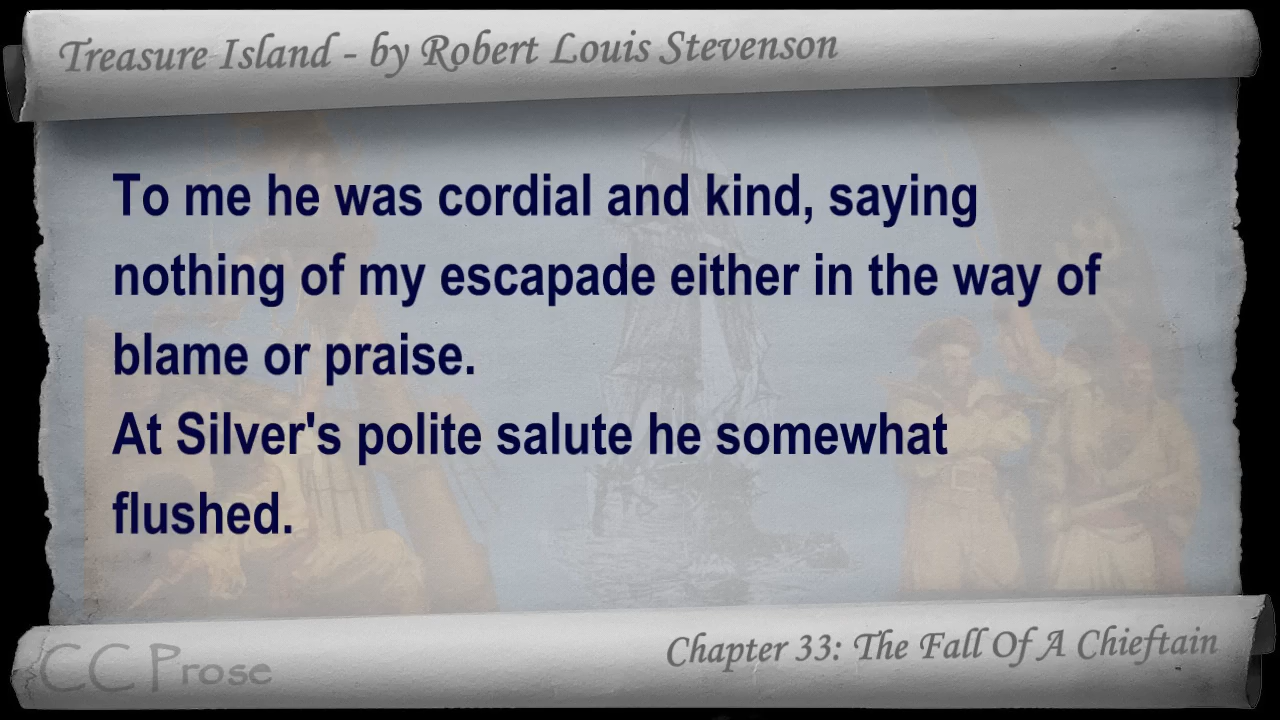 Treasure Island - by Robert Louis Stevenson
To me he was cordial and kind, saying
nothing of my escapade either in the way of
blame or praise.
At Silver's polite salute he somewhat
flushed.
Chapter 33: The Fall Of A Chieftain
CC Prose